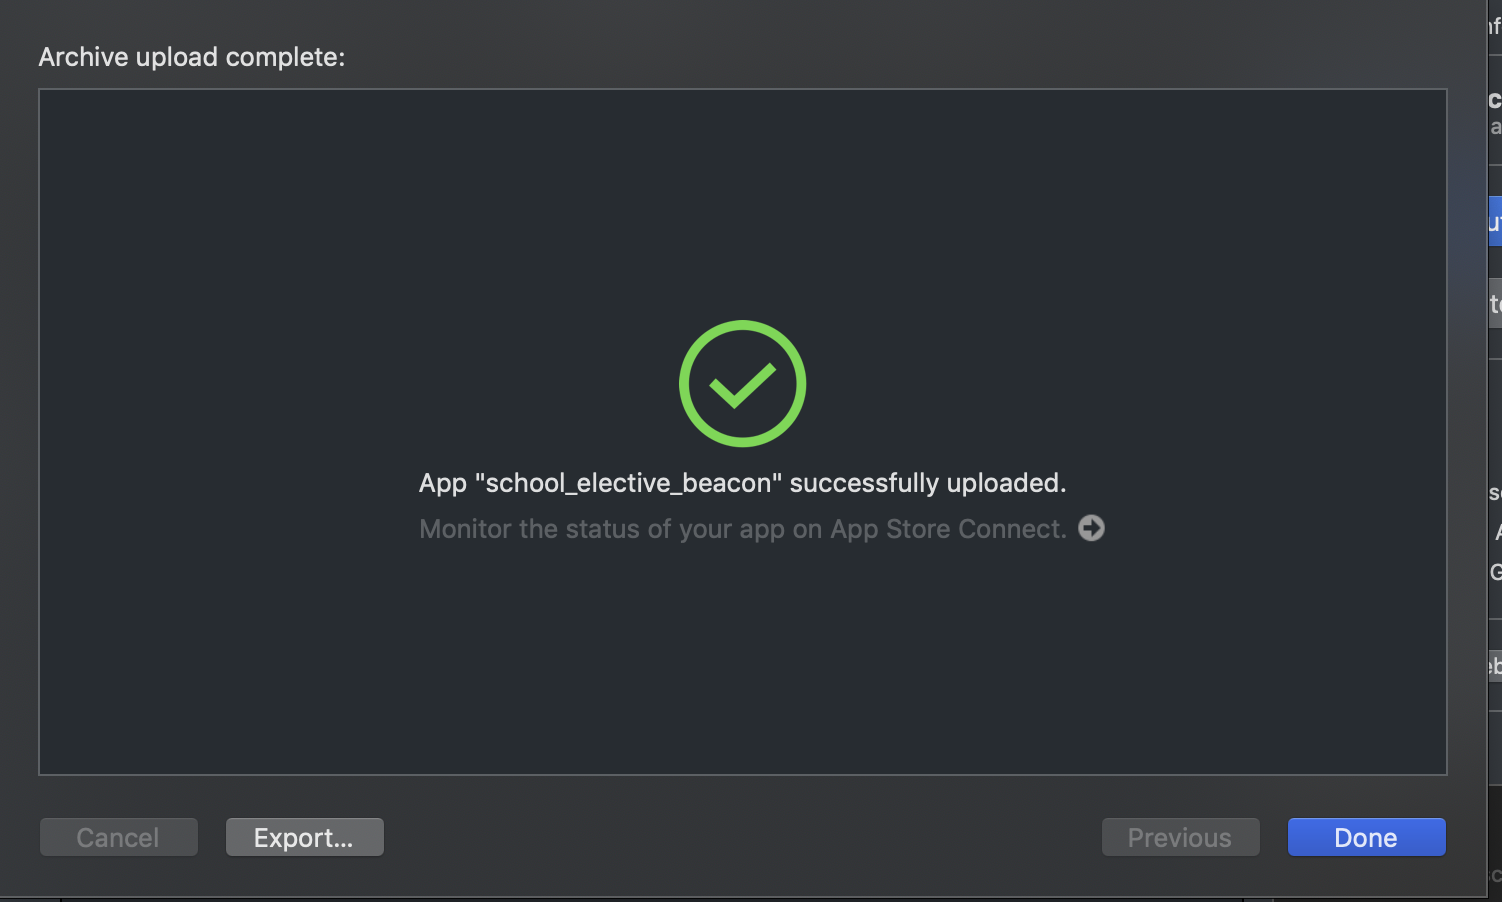 Archive upload complete:
App "school_elective_beacon" successfully uploaded.
Monitor the status of your app on App Store Connect.
Cancel
Export...
Previous
Done